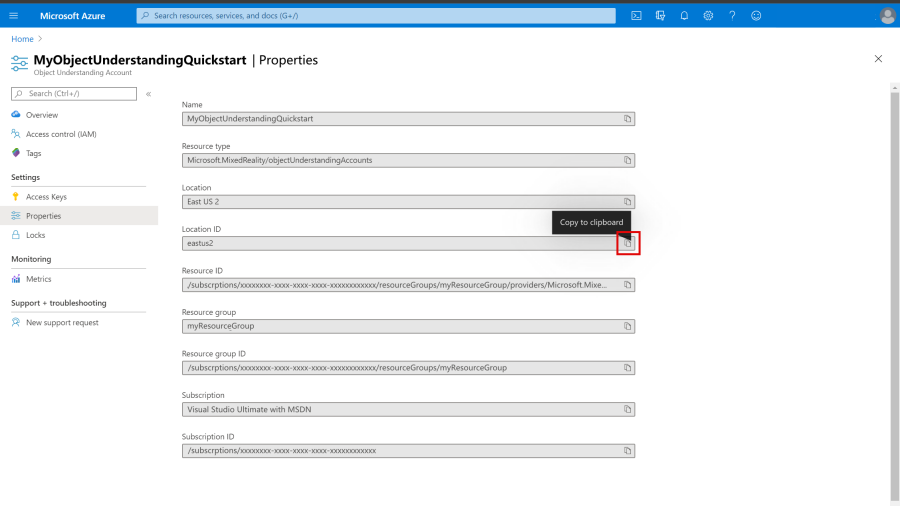 Microsoft Azure
Search resources, services, and docs (G+/)
Home
MyObjectUnderstandingQuickstart | Properties
Object Understanding Account
Search (Ctrl+/)
Overview
Access control (IAM)
Tags
Settings
Access Keys
Properties
Locks
Monitoring
Metrics
Support + troubleshooting
New support request
Name
MyObjectUnderstandingQuickstart
Resource type
Microsoft.MixedReality/objectUnderstandingAccounts
Location
East US 2
Location ID
Copy to clipboard
eastus2
Resource ID
/subscrptions/xxxxxxxx-xxxx-xxxx-xxxx-xxxxxxxxxxxx/resourceGroups/myResourceGroup/providers/Microsoft.Mixe...
Resource group
myResourceGroup
Resource group ID
/subscrptions/xxxxxxxx-xxxx-xxxx-xxxx-xxxxxxxxxxxx/resourceGroups/myResourceGroup
Subscription
Visual Studio Ultimate with MSDN
Subscription ID
/subscrptions/xxxxxxxx-xxxx-xxxx-xxxx-xxxxxxxxxxxx